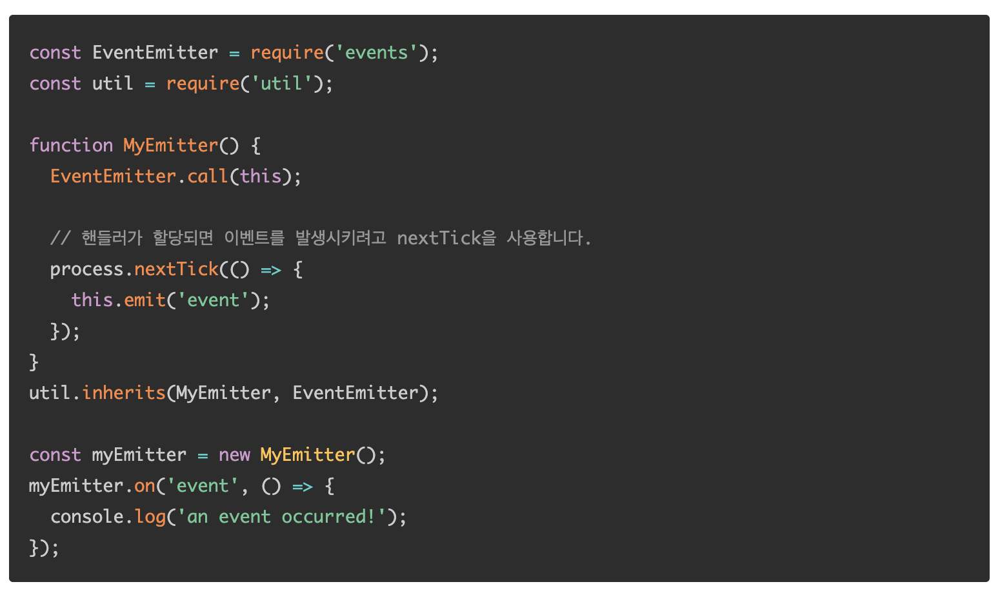 const EventEmitter = require('events');
const util = require('util');

function MyEmitter() {
  EventEmitter.call(this);

  // 핸들러가 할당되면 이벤트를 발생시키려고 nextTick을 사용합니다.
  process.nextTick(() => {
    this.emit('event');
  });
}
util.inherits(MyEmitter, EventEmitter);

const myEmitter = new MyEmitter();
myEmitter.on('event', () => {
  console.log('an event occurred!');
});